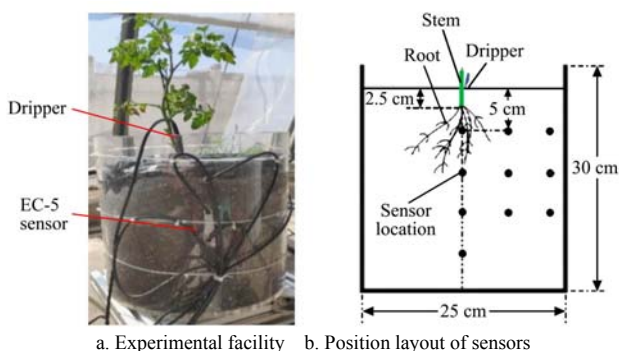 Dripper
EC-5
sensor
Stem
Root
Dripper
2.5 cm
5 cm
30 cm
Sensor
location
25 cm
a. Experimental facility
b. Position layout of sensors